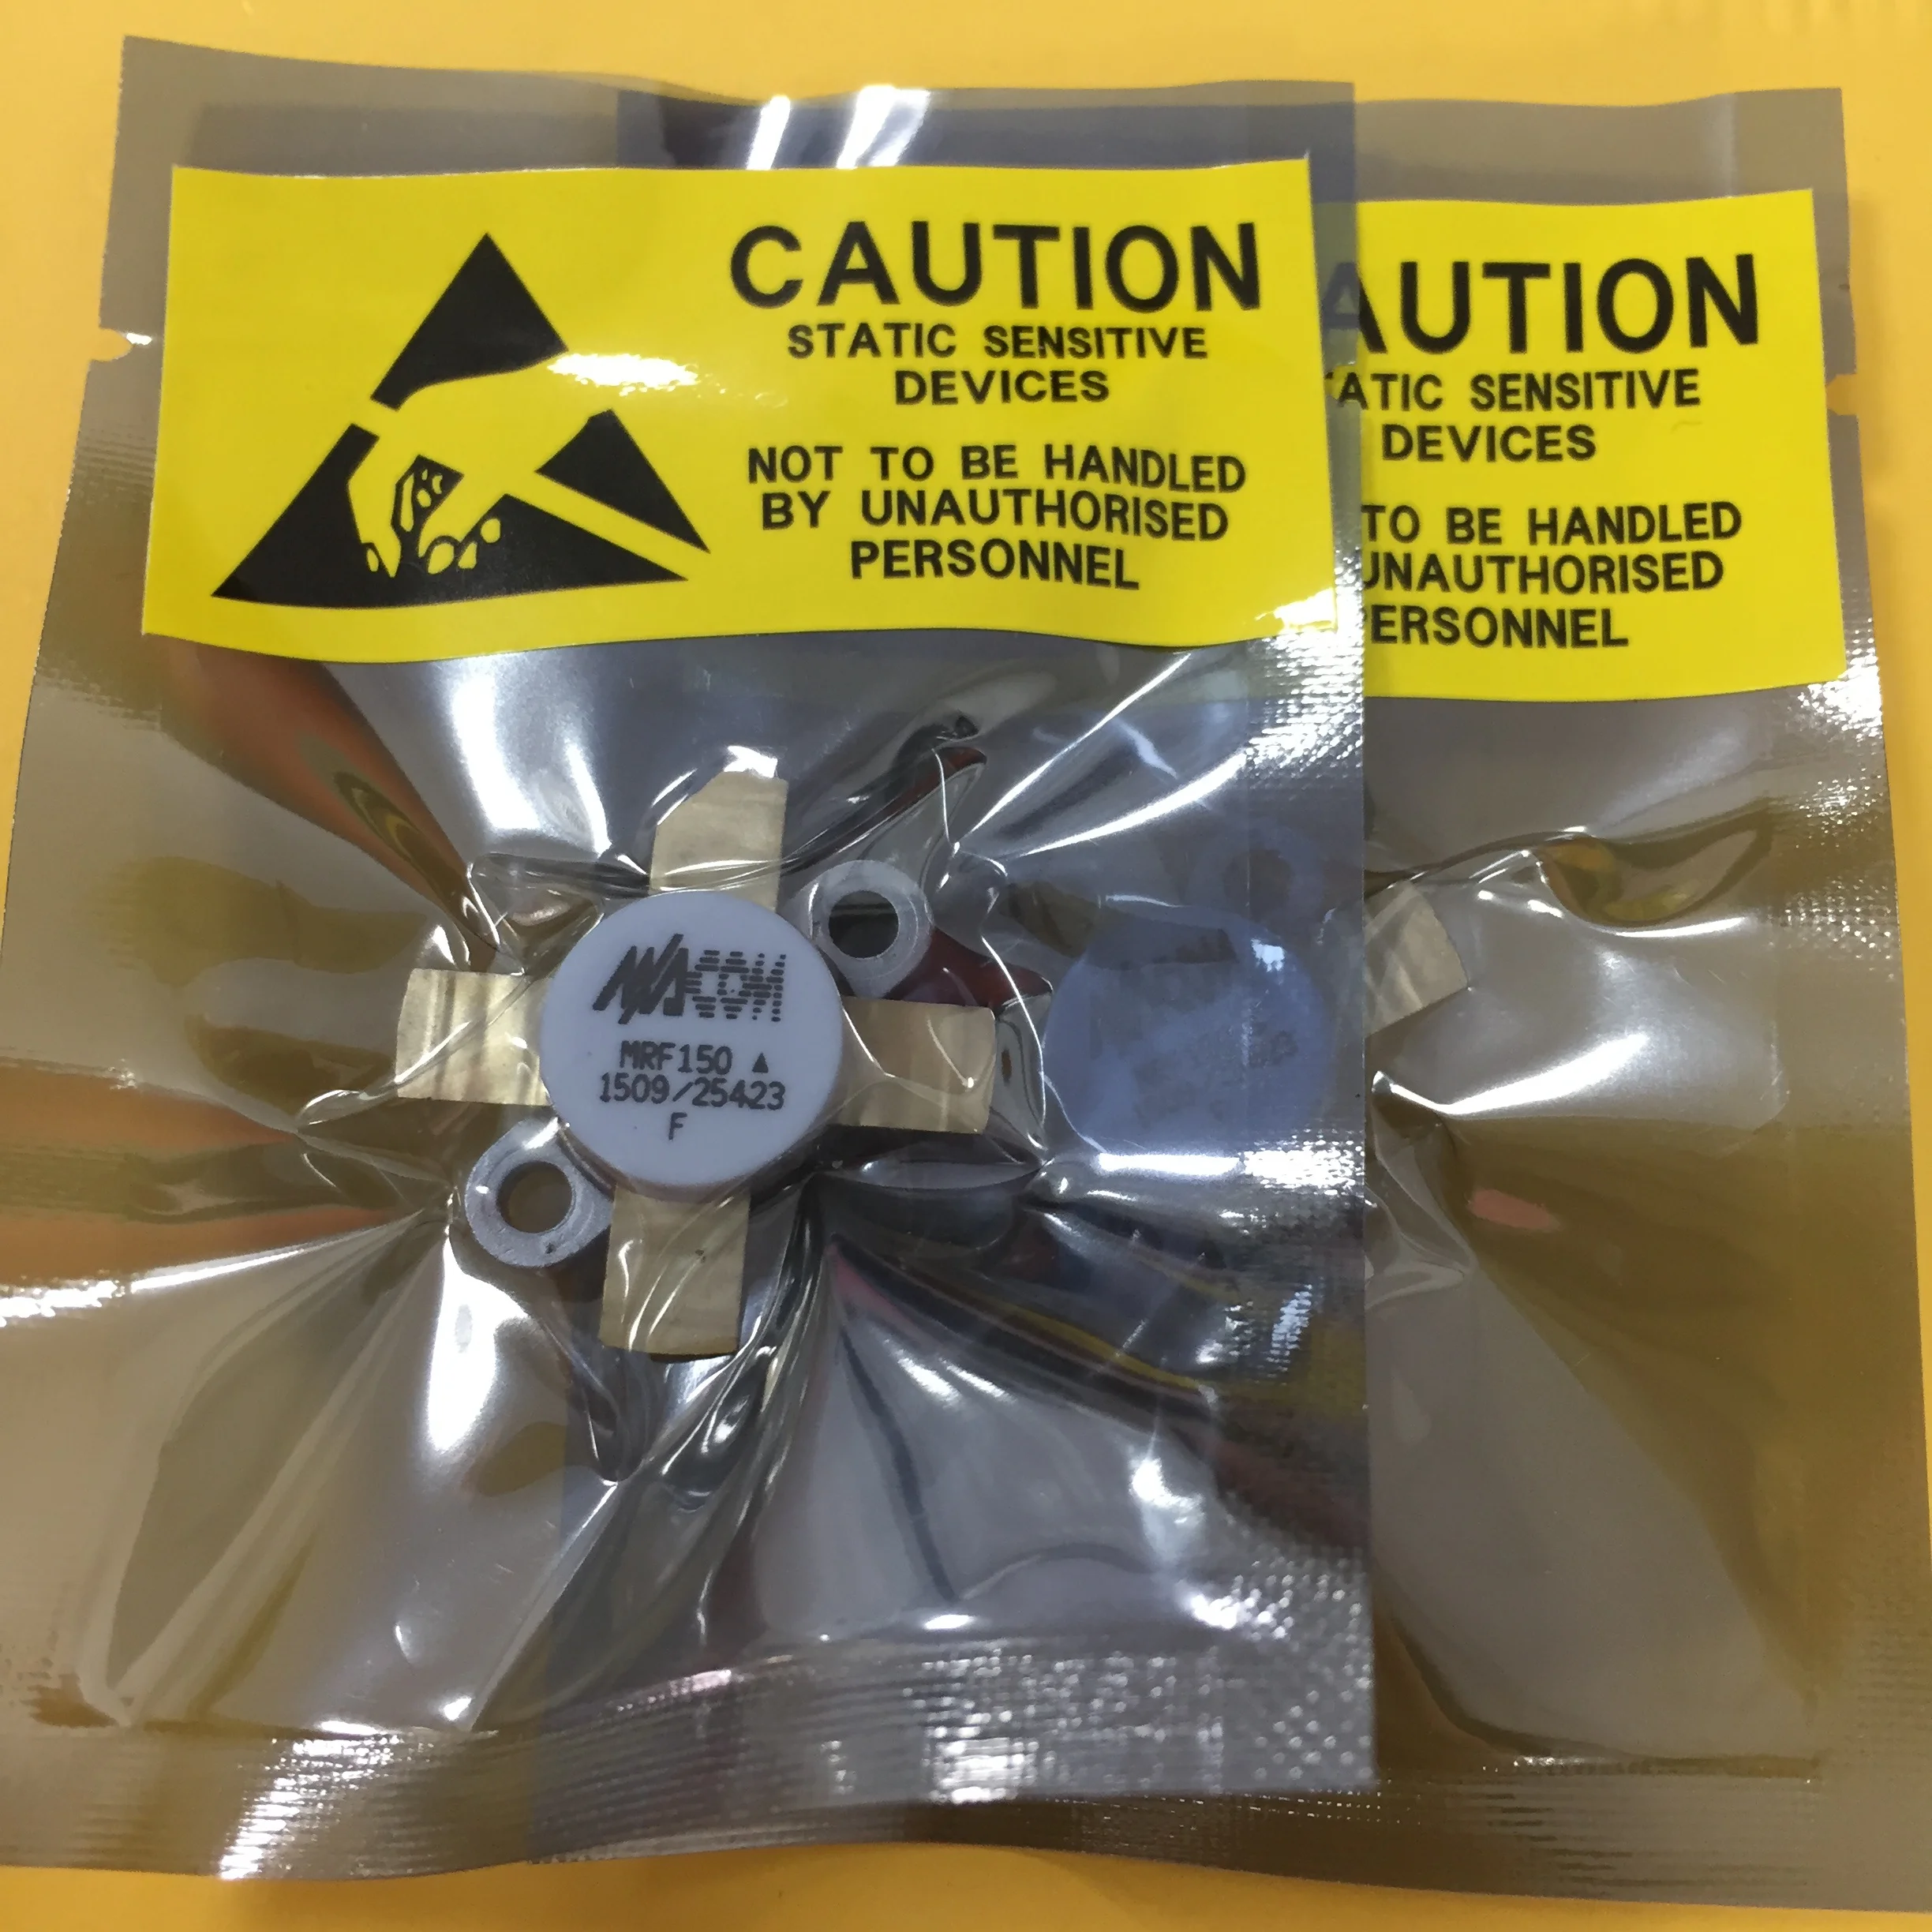 CAUTION
STATIC SENSITIVE
DEVICES
NOT TO BE HANDLED
BY UNAUTHORISED
PERSONNEL
AUTION
ATIC SENSITIVE
DEVICES
TO BE HANDLED
UNAUTHORISED
ERSONNEL
M/ACOM
MRF150 ▲
1509/25423
F